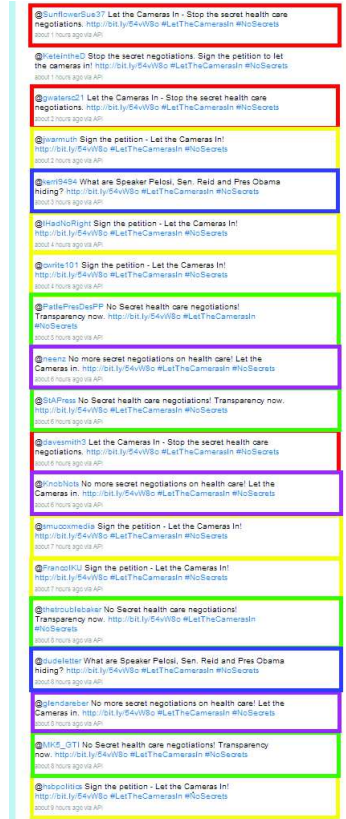 @SunflowerSue37 Let the Cameras In - Stop the secret health care
negotiations. http://bit.ly/54vW8o #LetTheCamerasIn #NoSecrets
about 1 hours ago via API
@KeteintheD Stop the secret negotiations. Sign the petition to let
the cameras in! http://bit.ly/54vW8o #LetTheCamerasIn #NoSecrets
about 1 hours ago via API
@gwatersc21 Let the Cameras In - Stop the secret health care
negotiations. http://bit.ly/54vW8o #LetTheCamerasIn #NoSecrets
about 2 hours ago via API
@jwarmuth Sign the petition - Let the Cameras In!
http://bit.ly/54vW8o #LetTheCamerasIn #NoSecrets
about 2 hours ago via API
@kerri9494 What are Speaker Pelosi, Sen. Reid and Pres Obama
hiding? http://bit.ly/54vW8o #LetTheCamerasIn #NoSecrets
about 3 hours ago via API
@IHadNoRight Sign the petition - Let the Cameras In!
http://bit.ly/54vW8o #LetTheCamerasIn #NoSecrets
about 4 hours ago via API
@cwrite101 Sign the petition - Let the Cameras In!
http://bit.ly/54vW8o #LetTheCamerasIn #NoSecrets
about 4 hours ago via API
@PatlePresDesPP No Secret health care negotiations!
Transparency now. http://bit.ly/54vW8o #LetTheCamerasIn
#NoSecrets
about 5 hours ago via API
@neenz No more secret negotiations on health care! Let the
Cameras in. http://bit.ly/54vW8o #LetTheCamerasIn #NoSecrets
about 6 hours ago via API
@StAPress No Secret health care negotiations! Transparency now.
http://bit.ly/54vW8o #LetTheCamerasIn #NoSecrets
about 6 hours ago via API
@davesmith3 Let the Cameras In - Stop the secret health care
negotiations. http://bit.ly/54vW8o #LetTheCamerasIn #NoSecrets
about 6 hours ago via API
@KnobNots No more secret negotiations on health care! Let the
Cameras in. http://bit.ly/54vW8o #LetTheCamerasIn #NoSecrets
about 6 hours ago via API
@smucoxmedia Sign the petition - Let the Cameras In!
http://bit.ly/54vW8o #LetTheCamerasIn #NoSecrets
about 7 hours ago via API
@FrancoIKU Sign the petition - Let the Cameras In!
http://bit.ly/54vW8o #LetTheCamerasIn #NoSecrets
about 7 hours ago via API
@thetroublebaker No Secret health care negotiations!
Transparency now. http://bit.ly/54vW8o #LetTheCamerasIn
#NoSecrets
about 8 hours ago via API
@dudeletter What are Speaker Pelosi, Sen. Reid and Pres Obama
hiding? http://bit.ly/54vW8o #LetTheCamerasIn #NoSecrets
about 8 hours ago via API
@glendareber No more secret negotiations on health care! Let the
Cameras in. http://bit.ly/54vW8o #LetTheCamerasIn #NoSecrets
about 8 hours ago via API
@MK5_GTI No Secret health care negotiations! Transparency
now. http://bit.ly/54vW8o #LetTheCamerasIn #NoSecrets
about 8 hours ago via API
@hsbpolitics Sign the petition - Let the Cameras In!
http://bit.ly/54vW8o #LetTheCamerasIn #NoSecrets
about 9 hours ago via API